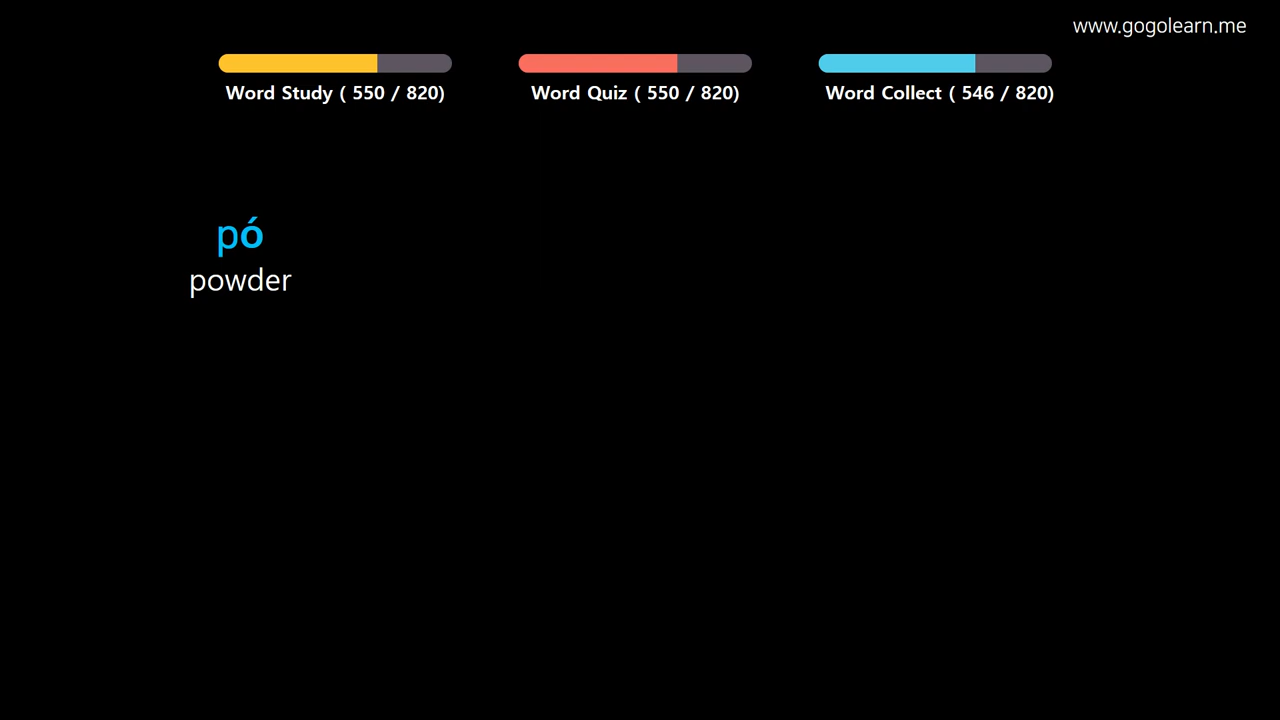 www.gogolearn.me
Word Study ( 550 / 820)
Word Quiz ( 550 / 820)
Word Collect ( 546 / 820)
pó
powder